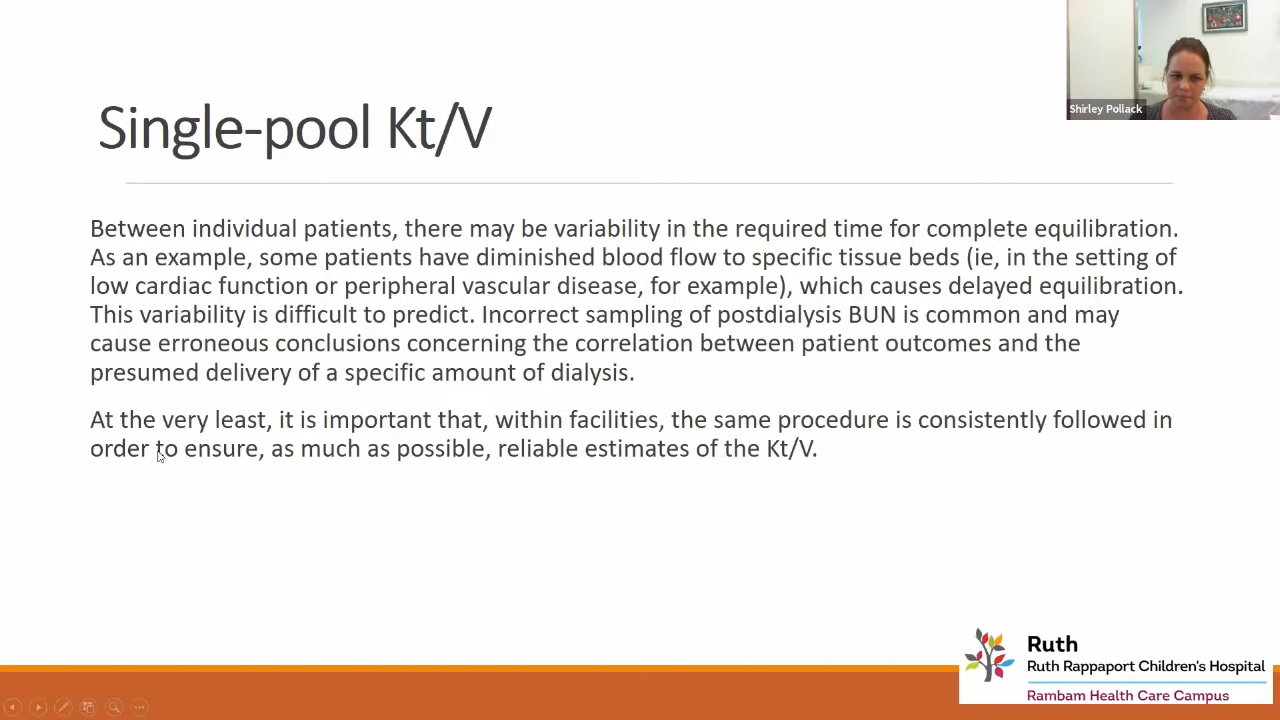 Shirley Pollack
Single-pool Kt/V
Between individual patients, there may be variability in the required time for complete equilibration.
As an example, some patients have diminished blood flow to specific tissue beds (ie, in the setting of
low cardiac function or peripheral vascular disease, for example), which causes delayed equilibration.
This variability is difficult to predict. Incorrect sampling of postdialysis BUN is common and may
cause erroneous conclusions concerning the correlation between patient outcomes and the
presumed delivery of a specific amount of dialysis.
At the very least, it is important that, within facilities, the same procedure is consistently followed in
order to ensure, as much as possible, reliable estimates of the Kt/V.
Ruth
Ruth Rappaport Children's Hospital
Rambam Health Care Campus